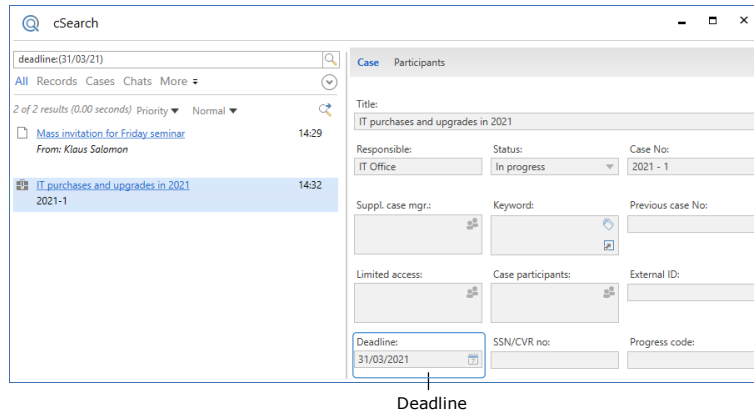 cSearch
deadline:(31/03/21)
All Records Cases Chats More
2 of 2 results (0.00 seconds) Priority Normal
Mass invitation for Friday seminar 14:29
From: Klaus Salomon
IT purchases and upgrades in 2021 14:32
2021-1
Case Participants
Title:
IT purchases and upgrades in 2021
Responsible: Status: Case No:
IT Office In progress 2021 - 1
Suppl. case mgr.: Keyword: Previous case No:
Limited access: Case participants: External ID:
Deadline: SSN/CVR no: Progress code:
31/03/2021
Deadline